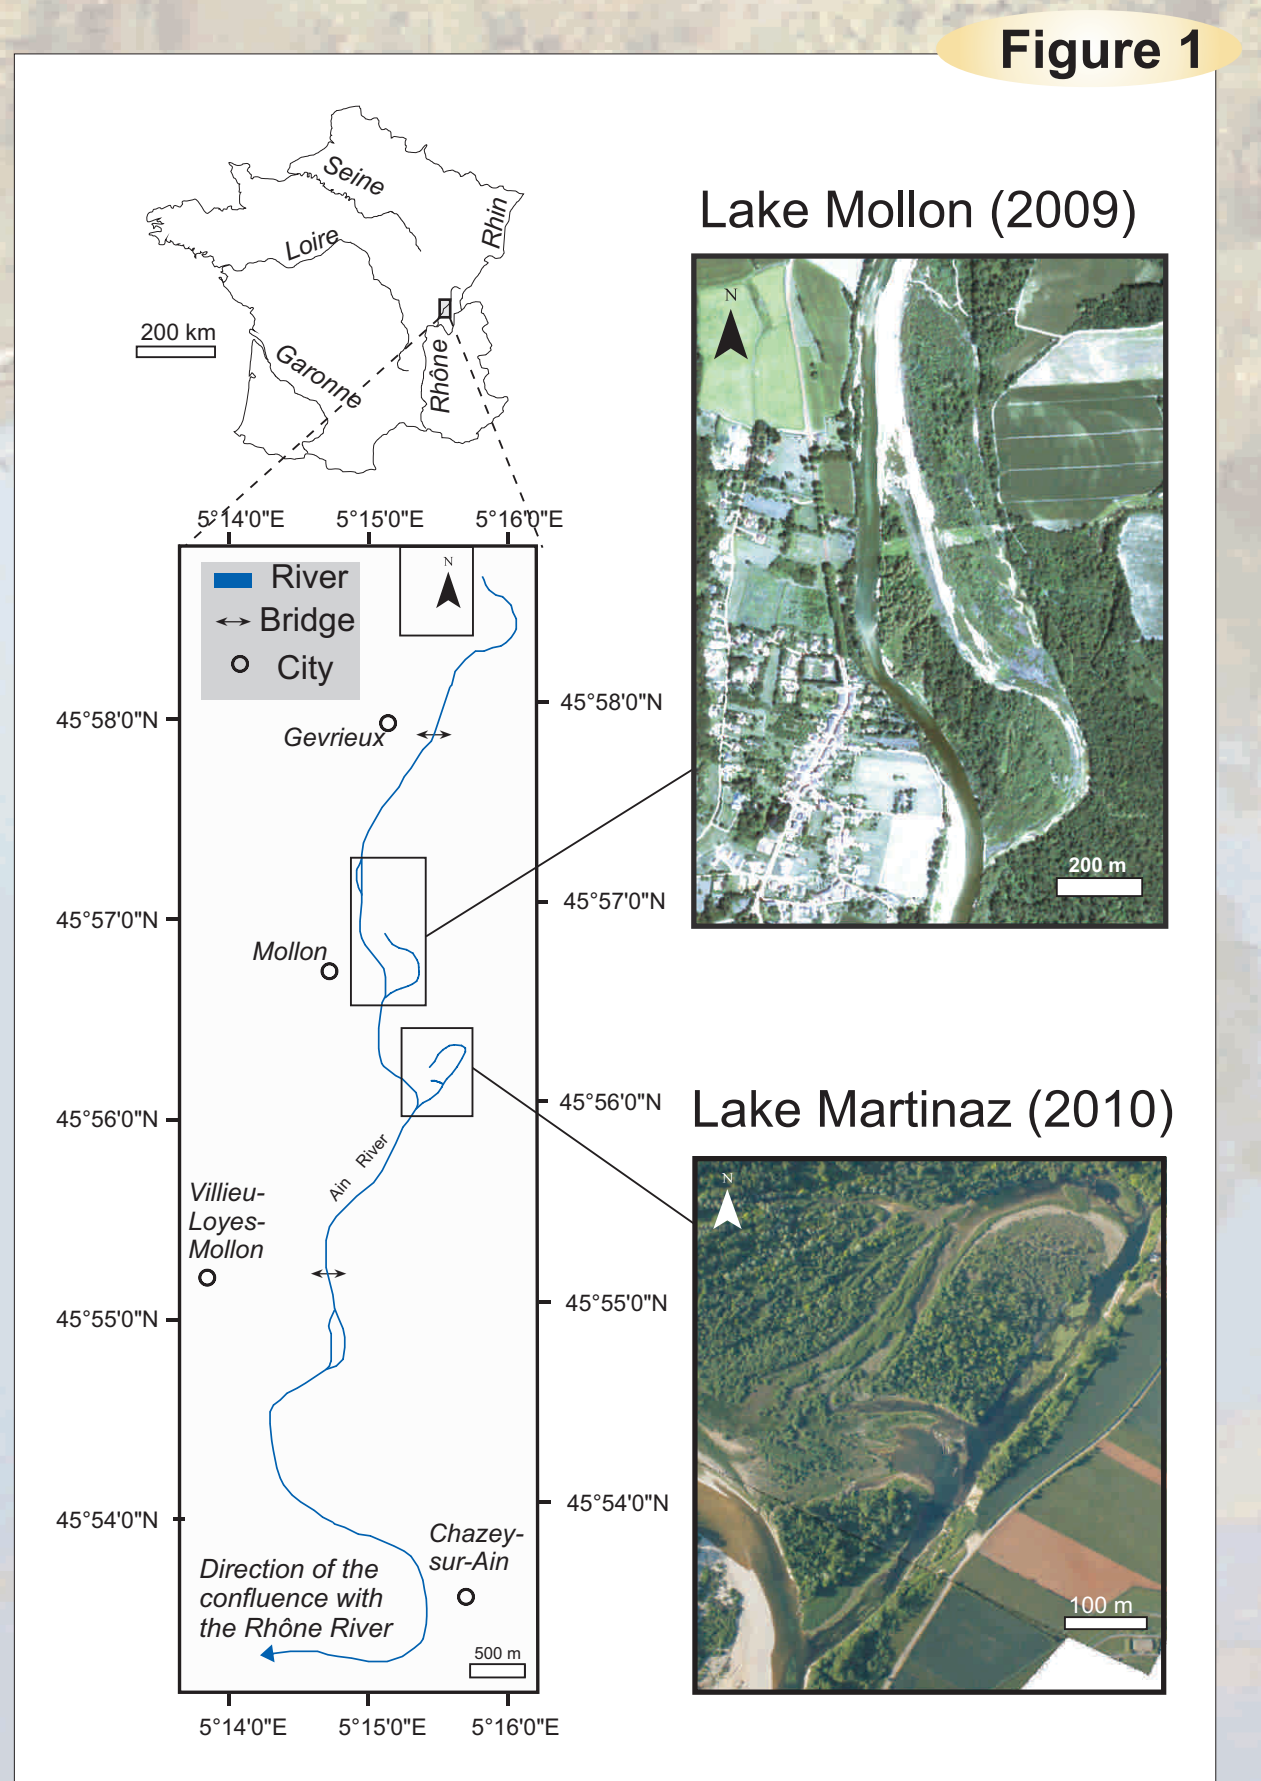 Figure 1
Seine
Loire
Rhin
200 km
Garonne
Rhône
Lake Mollon (2009)
N
200 m
5°14'0"E
5°15'0"E
5°16'0"E
River
Bridge
City
N
45°58'0"N
45°58'0"N
Gevrieux
45°57'0"N
45°57'0"N
Mollon
45°56'0"N
45°56'0"N
Ain River
Villieu-
Loyes-
Mollon
45°55'0"N
45°55'0"N
45°54'0"N
45°54'0"N
Chazey-
sur-Ain
Direction of the
confluence with
the Rhône River
500 m
5°14'0"E
5°15'0"E
5°16'0"E
Lake Martinaz (2010)
N
100 m